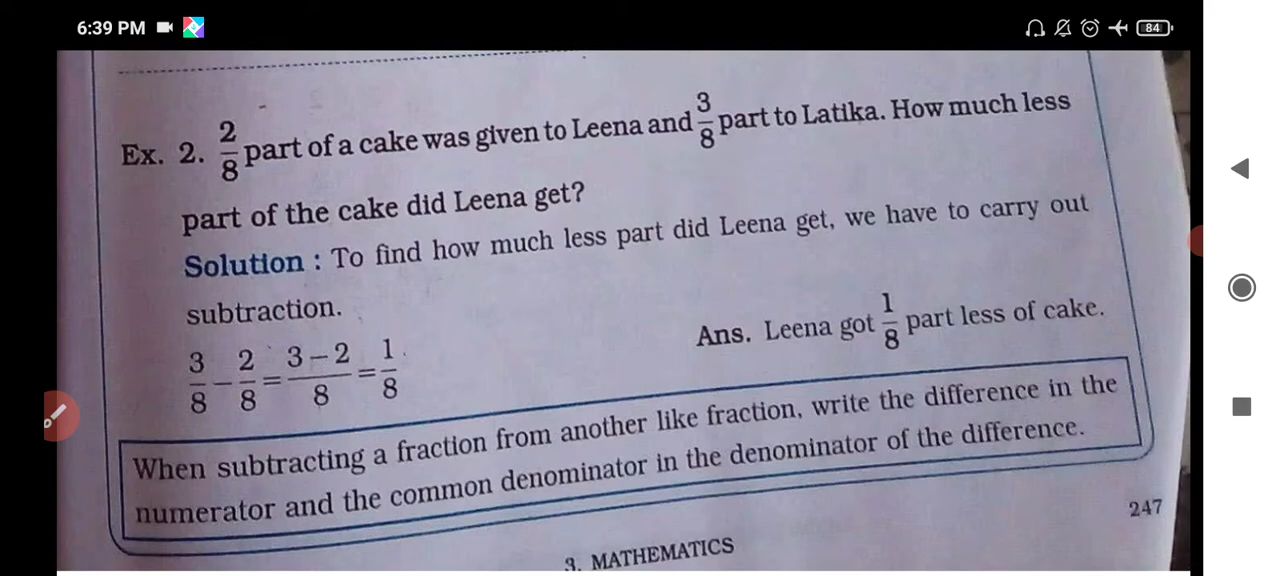 6:39 PM
84
Ex. 2. 2/8 part of a cake was given to Leena and 3/8 part to Latika. How much less
part of the cake did Leena get?
Solution : To find how much less part did Leena get, we have to carry out
subtraction.
3/8 - 2/8 = 3 - 2/8 = 1/8
Ans. Leena got 1/8 part less of cake.
When subtracting a fraction from another like fraction, write the difference in the
numerator and the common denominator in the denominator of the difference.
247
3. MATHEMATICS